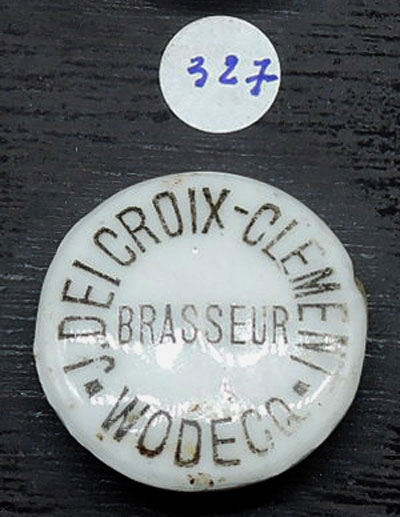 327
J. DELCROIX-CLEMENT
BRASSEUR
• WODECQ •